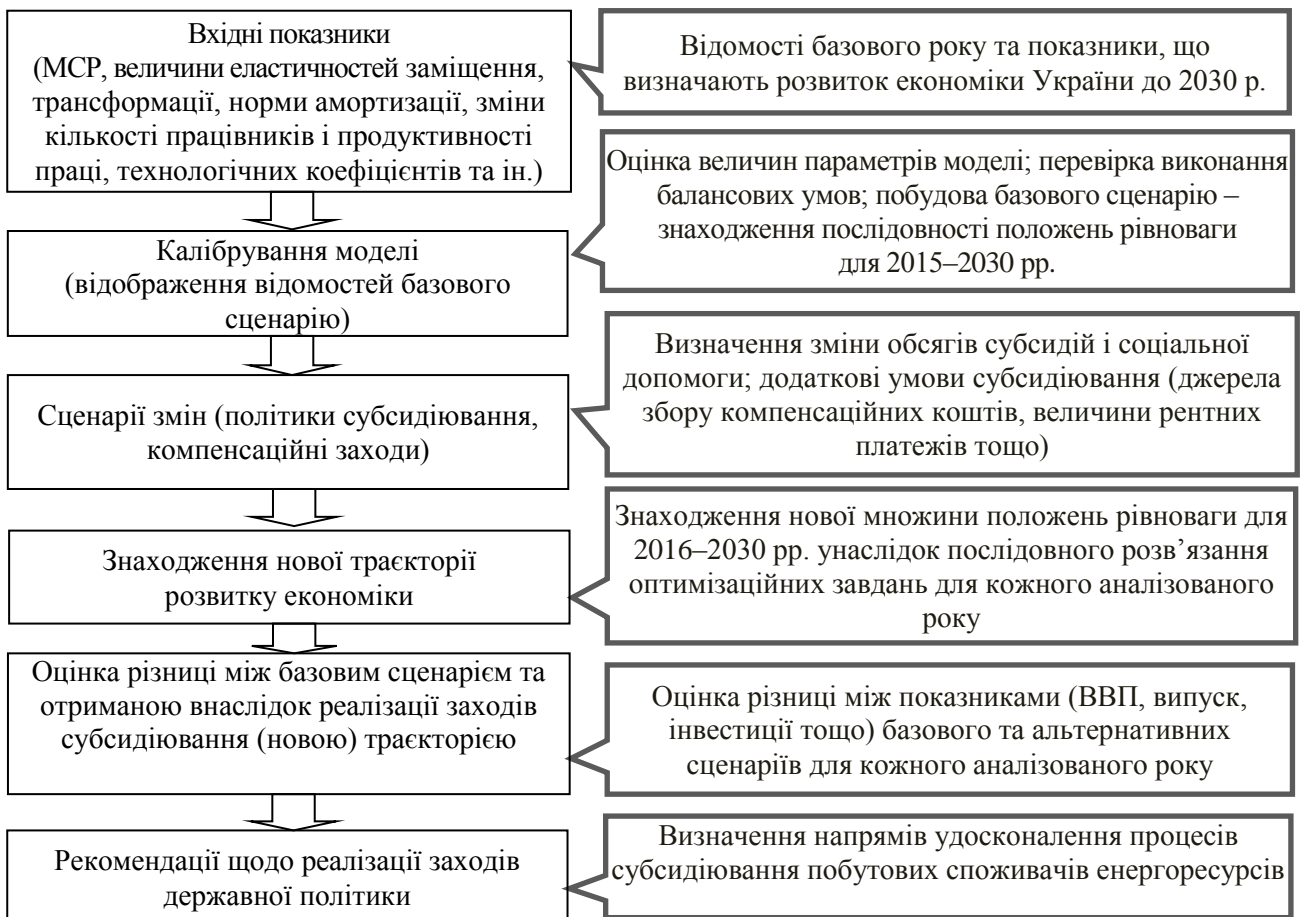 Вхідні показники
(МСР, величини еластичностей заміщення,
трансформації, норми амортизації, зміни
кількості працівників і продуктивності
праці, технологічних коефіцієнтів та ін.)
Відомості базового року та показники, що
визначають розвиток економіки України до 2030 р.
Калібрування моделі
(відображення відомостей базового
сценарію)
Оцінка величин параметрів моделі; перевірка виконання
балансових умов; побудова базового сценарію –
знаходження послідовності положень рівноваги
для 2015–2030 рр.
Сценарії змін (політики субсидіювання,
компенсаційні заходи)
Визначення зміни обсягів субсидій і соціальної
допомоги; додаткові умови субсидіювання (джерела
збору компенсаційних коштів, величини рентних
платежів тощо)
Знаходження нової траєкторії
розвитку економіки
Знаходження нової множини положень рівноваги для
2016–2030 рр. унаслідок послідовного розв’язання
оптимізаційних завдань для кожного аналізованого
року
Оцінка різниці між базовим сценарієм та
отриманою внаслідок реалізації заходів
субсидіювання (новою) траєкторією
Оцінка різниці між показниками (ВВП, випуск,
інвестиції тощо) базового та альтернативних
сценаріїв для кожного аналізованого року
Рекомендації щодо реалізації заходів
державної політики
Визначення напрямів удосконалення процесів
субсидіювання побутових споживачів енергоресурсів